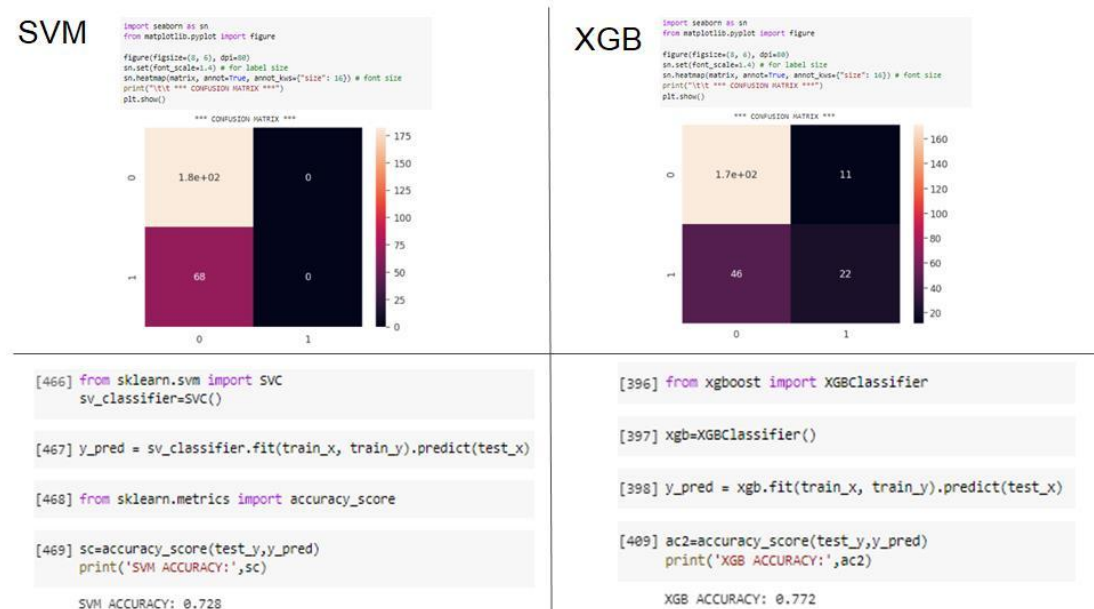 SVM
import seaborn as sn
from matplotlib.pyplot import figure
figure(figsize=(8, 6), dpi=80)
sn.set(font_scale=1.4) # for label size
sn.heatmap(matrix, annot=True, annot_kws={"size": 16}) # font size
print("\t\t *** CONFUSION MATRIX ***")
plt.show()
*** CONFUSION MATRIX ***
0
1.8e+02
0
1
68
0
0
1
175
150
125
100
75
50
25
0
XGB
import seaborn as sn
from matplotlib.pyplot import figure
figure(figsize=(8, 6), dpi=80)
sn.set(font_scale=1.4) # for label size
sn.heatmap(matrix, annot=True, annot_kws={"size": 16}) # font size
print("\t\t *** CONFUSION MATRIX ***")
plt.show()
*** CONFUSION MATRIX ***
0
1.7e+02
11
1
46
22
0
1
160
140
120
100
80
60
40
20
[466] from sklearn.svm import SVC
sv_classifier=SVC()
[467] y_pred = sv_classifier.fit(train_x, train_y).predict(test_x)
[468] from sklearn.metrics import accuracy_score
[469] sc=accuracy_score(test_y,y_pred)
print('SVM ACCURACY:',sc)
SVM ACCURACY: 0.728
[396] from xgboost import XGBClassifier
[397] xgb=XGBClassifier()
[398] y_pred = xgb.fit(train_x, train_y).predict(test_x)
[409] ac2=accuracy_score(test_y,y_pred)
print('XGB ACCURACY:',ac2)
XGB ACCURACY: 0.772